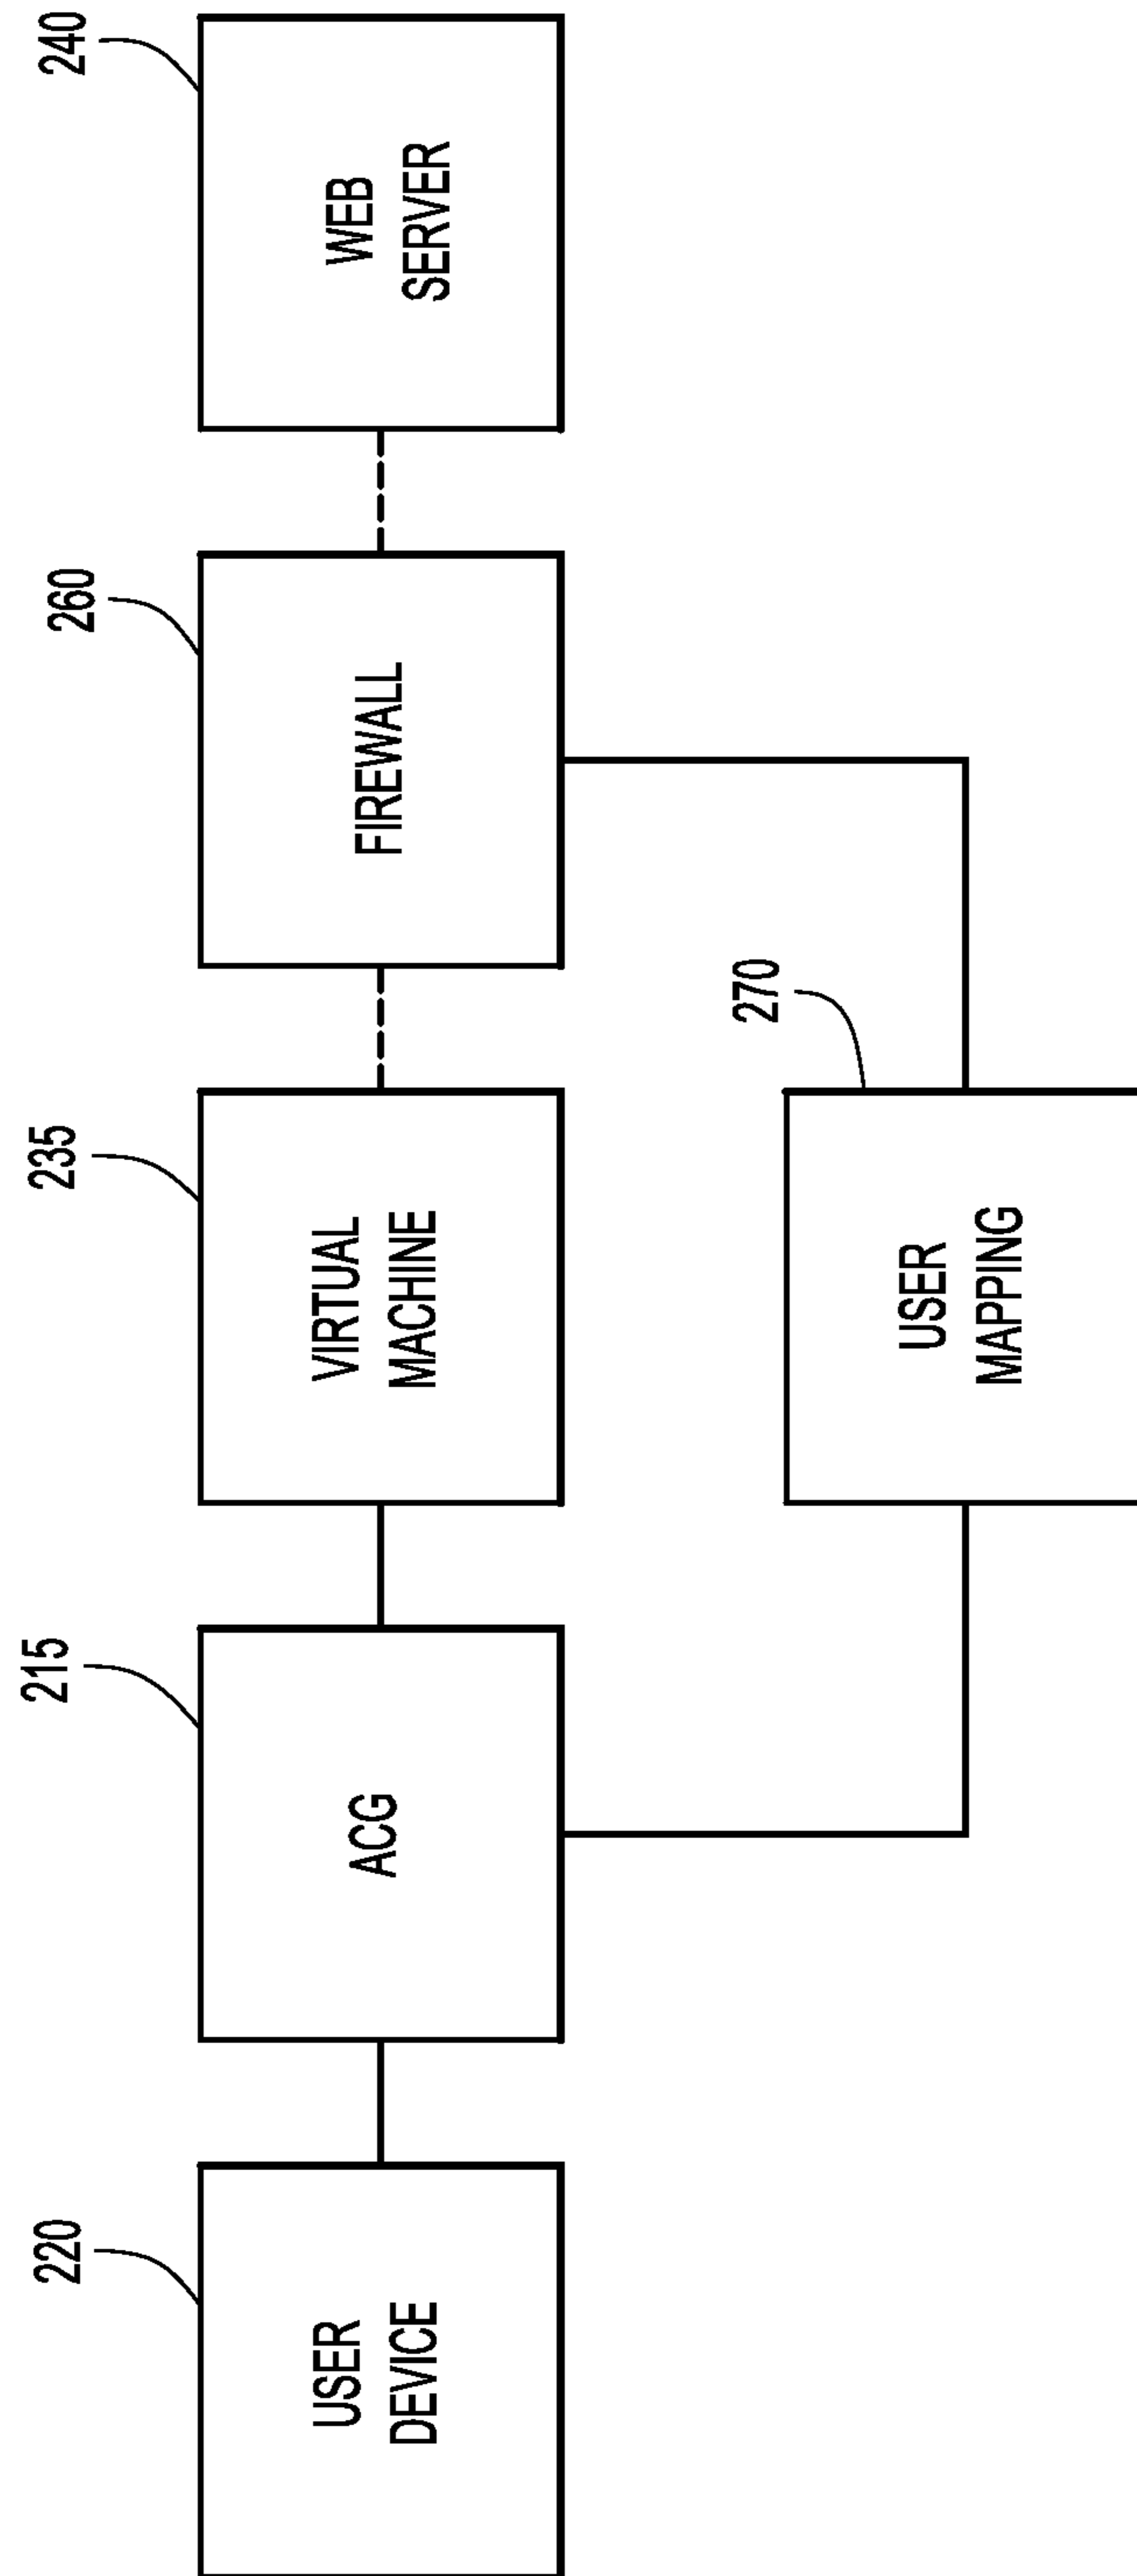 220
USER
DEVICE
215
ACG
235
VIRTUAL
MACHINE
260
FIREWALL
240
WEB
SERVER
270
USER
MAPPING